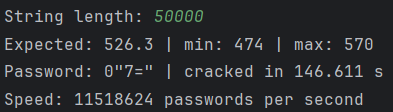 String length: 50000
Expected: 526.3 | min: 474 | max: 570
Password: 0"7=" | cracked in 146.611 s
Speed: 11518624 passwords per second